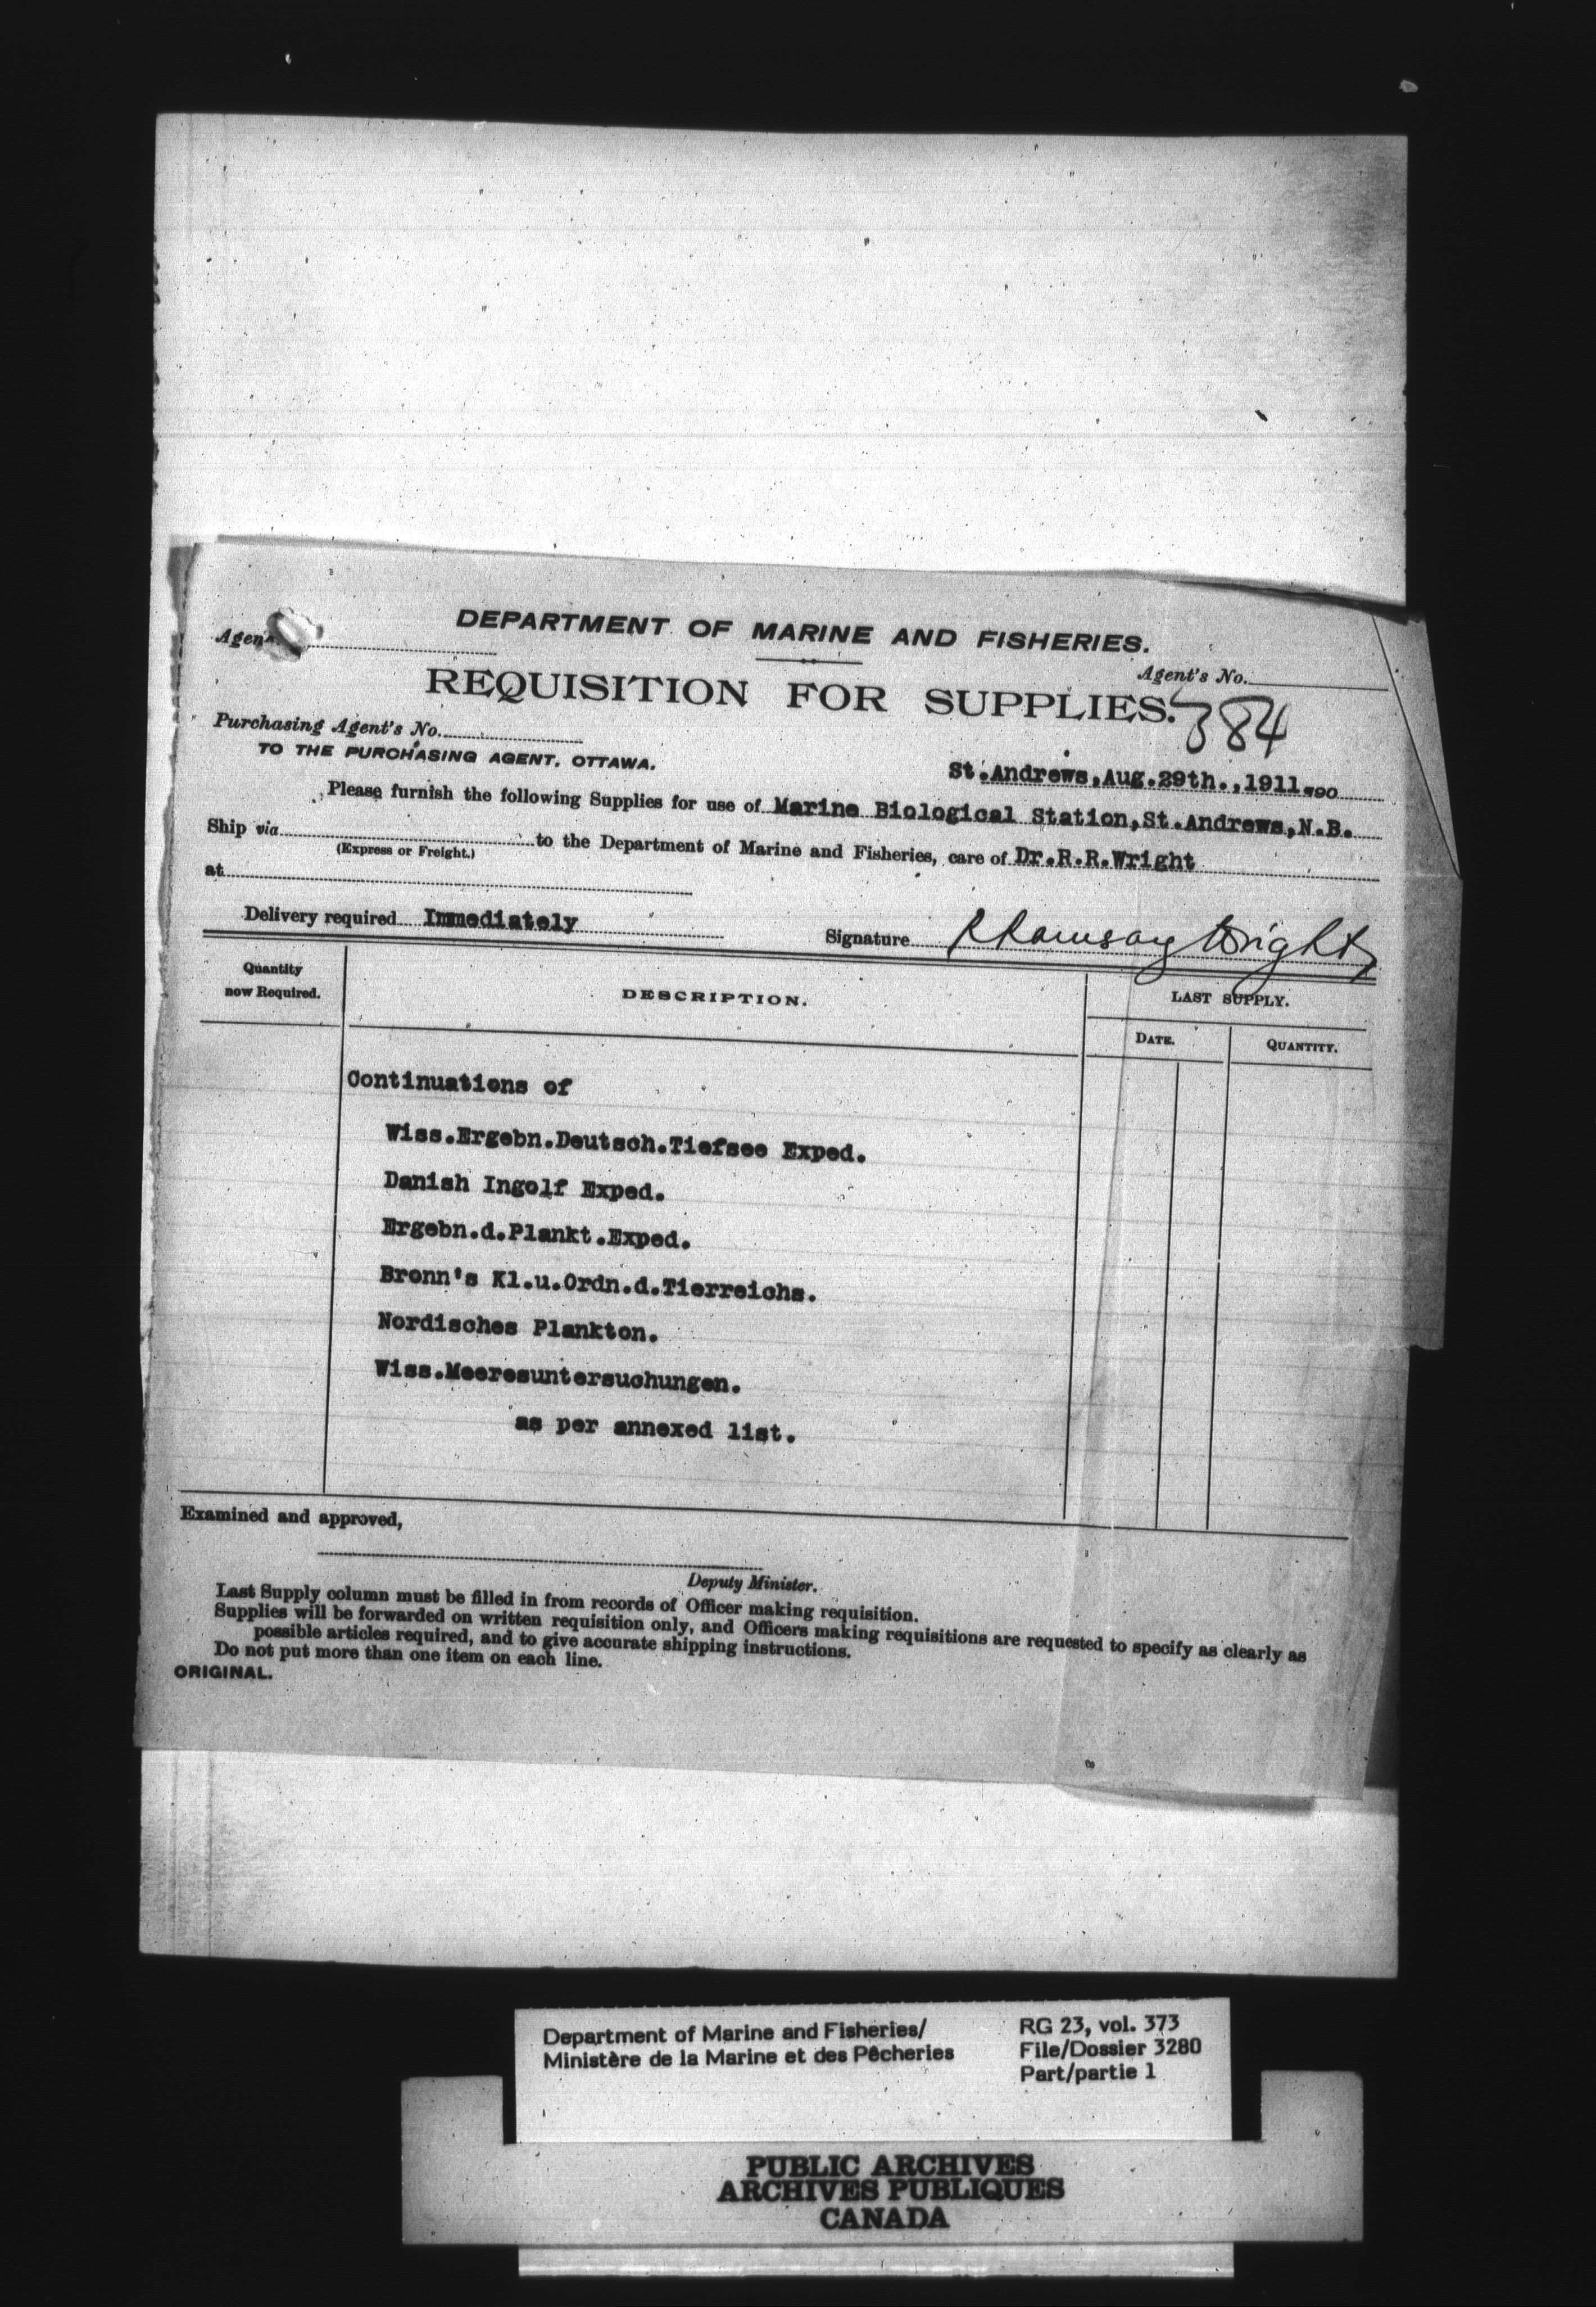 DEPARTMENT OF MARINE AND FISHERIES.
Agent's No.
REQUISITION FOR SUPPLIES.
384
Purchasing Agent's No.
TO THE PURCHASING AGENT, OTTAWA.
St.Andrews,Aug.29th.,1911.190
Please furnish the following Supplies for use of Marine Biological Station,St.Andrews,N.B.
Ship via to the Department of Marine and Fisheries, care of Dr.R.R.Wright
(Express or Freight.)
at
Delivery required Immediately Signature R Ramsay Wright
Quantity now Required.
DESCRIPTION.
LAST SUPPLY.
DATE. QUANTITY.
Continuations of
Wiss.Ergebn.Deutsch.Tiefsee Exped.
Danish Ingolf Exped.
Ergebn.d.Plankt.Exped.
Bronn's Kl.u.Ordn.d.Tierreichs.
Nordisches Plankton.
Wiss.Meeresuntersuchungen.
as per annexed list.
Examined and approved,
Deputy Minister.
Last Supply column must be filled in from records of Officer making requisition.
Supplies will be forwarded on written requisition only, and Officers making requisitions are requested to specify as clearly as
possible articles required, and to give accurate shipping instructions.
Do not put more than one item on each line.
ORIGINAL.
Department of Marine and Fisheries/
Ministère de la Marine et des Pêcheries
RG 23, vol. 373
File/Dossier 3280
Part/partie 1
PUBLIC ARCHIVES
ARCHIVES PUBLIQUES
CANADA